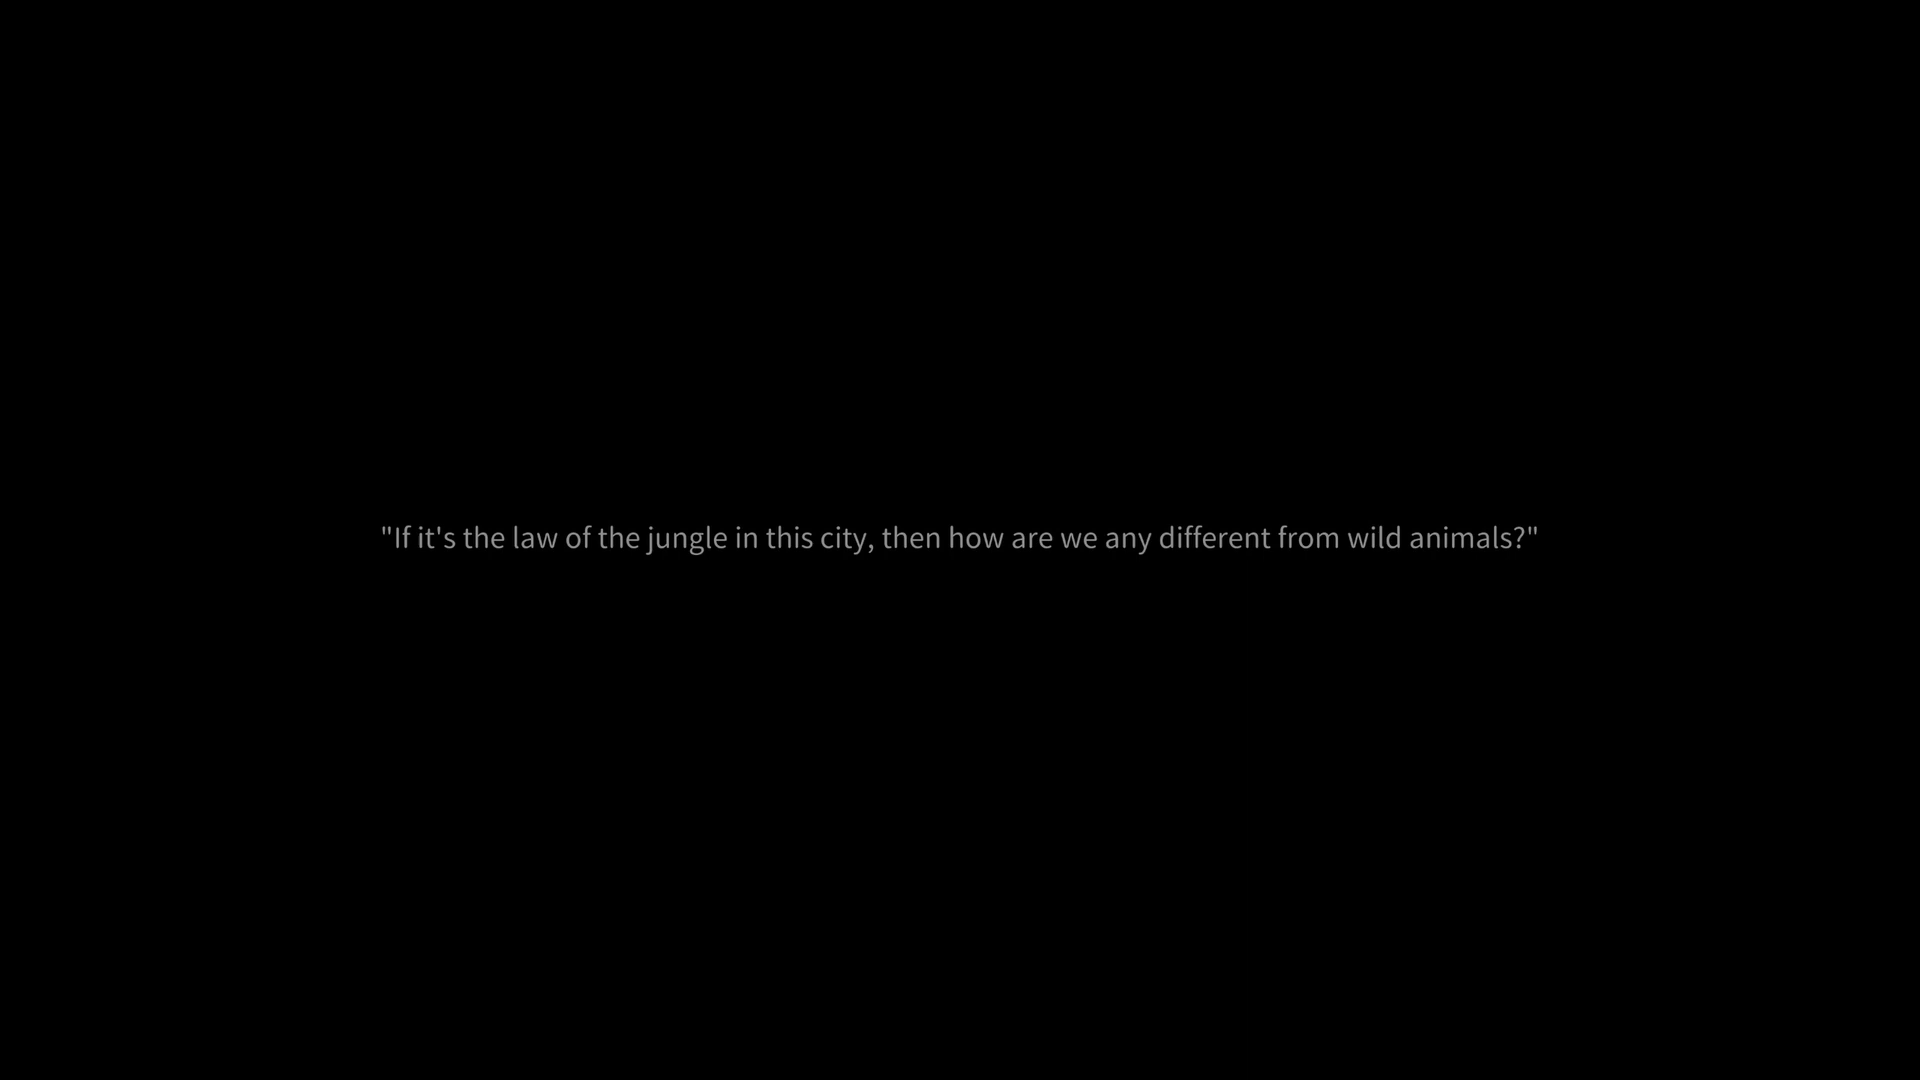 "If it's the law of the jungle in this city, then how are we any different from wild animals?"